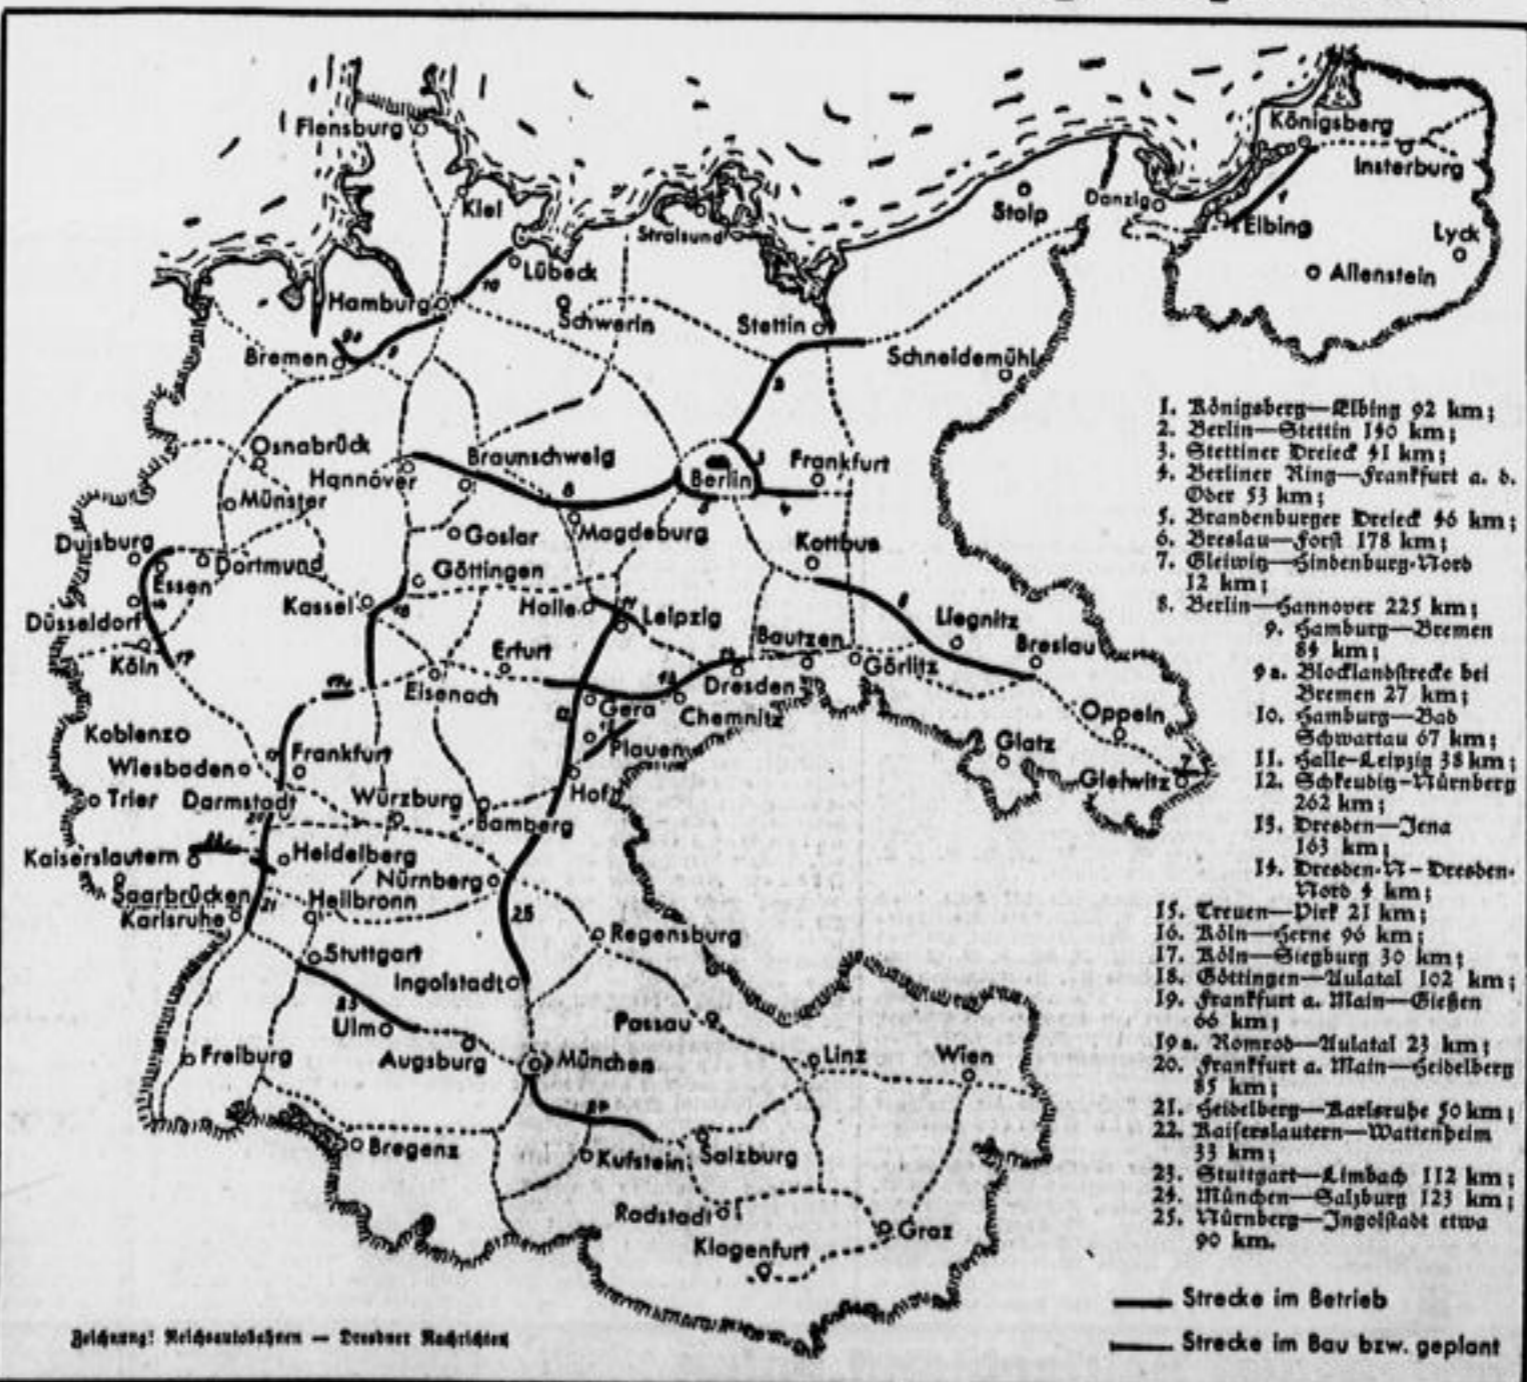 Flensburg
Königsberg
Insterburg
Kiel
Stolp
Danzig
Stralsund
Elbing
Lyck
Lübeck
Allenstein
Hamburg
Schwerin
Stettin
Bremen
Schneidemühl
Osnabrück
Braunschweig
Frankfurt
Hannover
Berlin
Münster
Goslar
Magdeburg
Duisburg
Kottbus
Dortmund
Essen
Göttingen
Kassel
Halle
Leipzig
Liegnitz
Düsseldorf
Bautzen
Breslau
Köln
Erfurt
Görlitz
Eisenach
Dresden
Gera
Chemnitz
Oppeln
Koblenz
Plauen
Glatz
Wiesbaden
Frankfurt
Gleiwitz
Trier
Darmstadt
Würzburg
Hof
Bamberg
Kaiserslautern
Heidelberg
Nürnberg
Saarbrücken
Heilbronn
Karlsruhe
Regensburg
Stuttgart
Ingolstadt
Ulm
Passau
Freiburg
Augsburg
München
Linz
Wien
Bregenz
Kufstein
Salzburg
Radstadt
Graz
Klagenfurt
1. Königsberg—Elbing 92 km;
2. Berlin—Stettin 140 km;
3. Stettiner Dreieck 41 km;
4. Berliner Ring—Frankfurt a. d.
Oder 53 km;
5. Brandenburger Dreieck 46 km;
6. Breslau—Forst 178 km;
7. Gleiwitz—Hindenburg-Nord
12 km;
8. Berlin—Hannover 225 km;
9. Hamburg—Bremen
84 km;
9a. Blocklandstrecke bei
Bremen 27 km;
10. Hamburg—Bad
Schwartau 67 km;
11. Halle-Leipzig 38 km;
12. Schkeuditz-Nürnberg
262 km;
13. Dresden—Jena
163 km;
14. Dresden-N – Dresden-
Nord 4 km;
15. Treuen—Pirk 21 km;
16. Köln—Herne 96 km;
17. Köln—Siegburg 30 km;
18. Göttingen—Aulatal 102 km;
19. Frankfurt a. Main—Gießen
66 km;
19a. Romrod—Aulatal 23 km;
20. Frankfurt a. Main—Heidelberg
85 km;
21. Heidelberg—Karlsruhe 50 km;
22. Kaiserslautern—Wattenheim
33 km;
23. Stuttgart—Limbach 112 km;
24. München—Salzburg 123 km;
25. Nürnberg—Ingolstadt etwa
90 km.
Strecke im Betrieb
Strecke im Bau bzw. geplant
Zeichnung: Reichsautobahnen — Dresdner Nachrichten